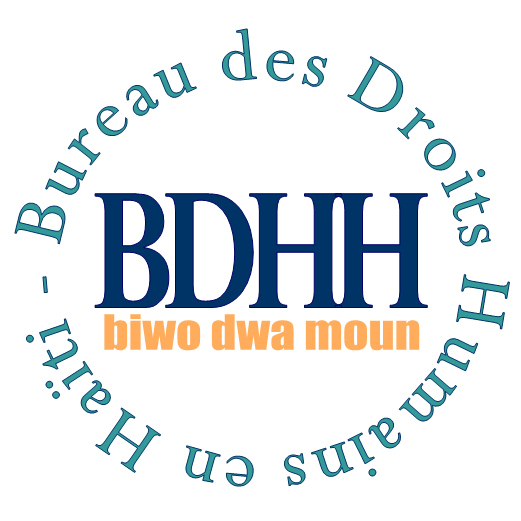 Bureau des Droits Humains en Haïti -
BDHH
biwo dwa moun